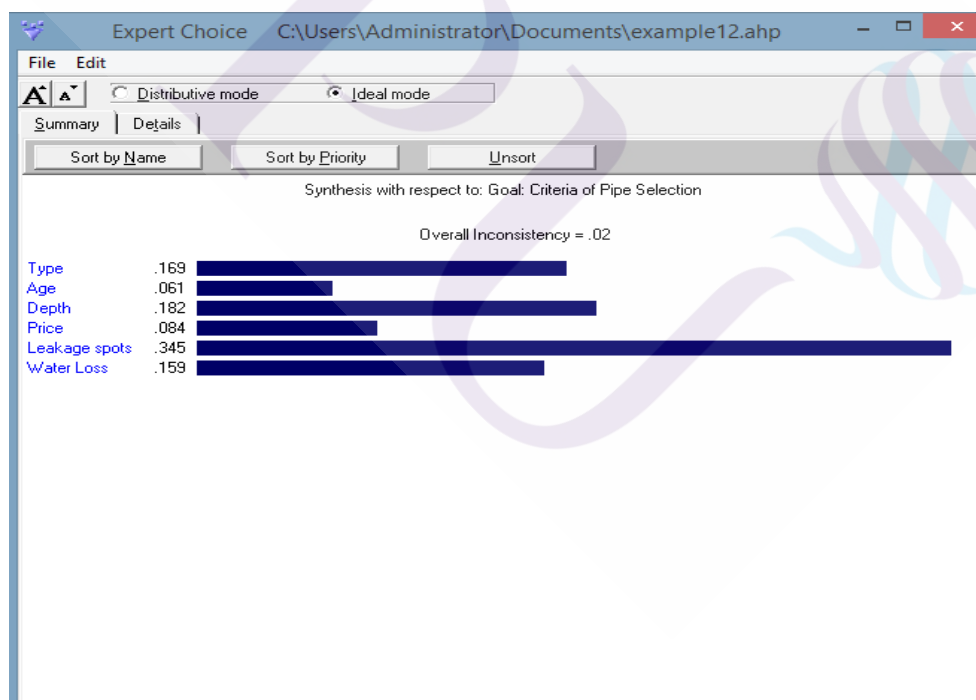 Expert Choice C:\Users\Administrator\Documents\example12.ahp
File Edit
A A Distributive mode Ideal mode
Summary Details
Sort by Name Sort by Priority Unsort
Synthesis with respect to: Goal: Criteria of Pipe Selection
Overall Inconsistency = .02
Type .169
Age .061
Depth .182
Price .084
Leakage spots .345
Water Loss .159